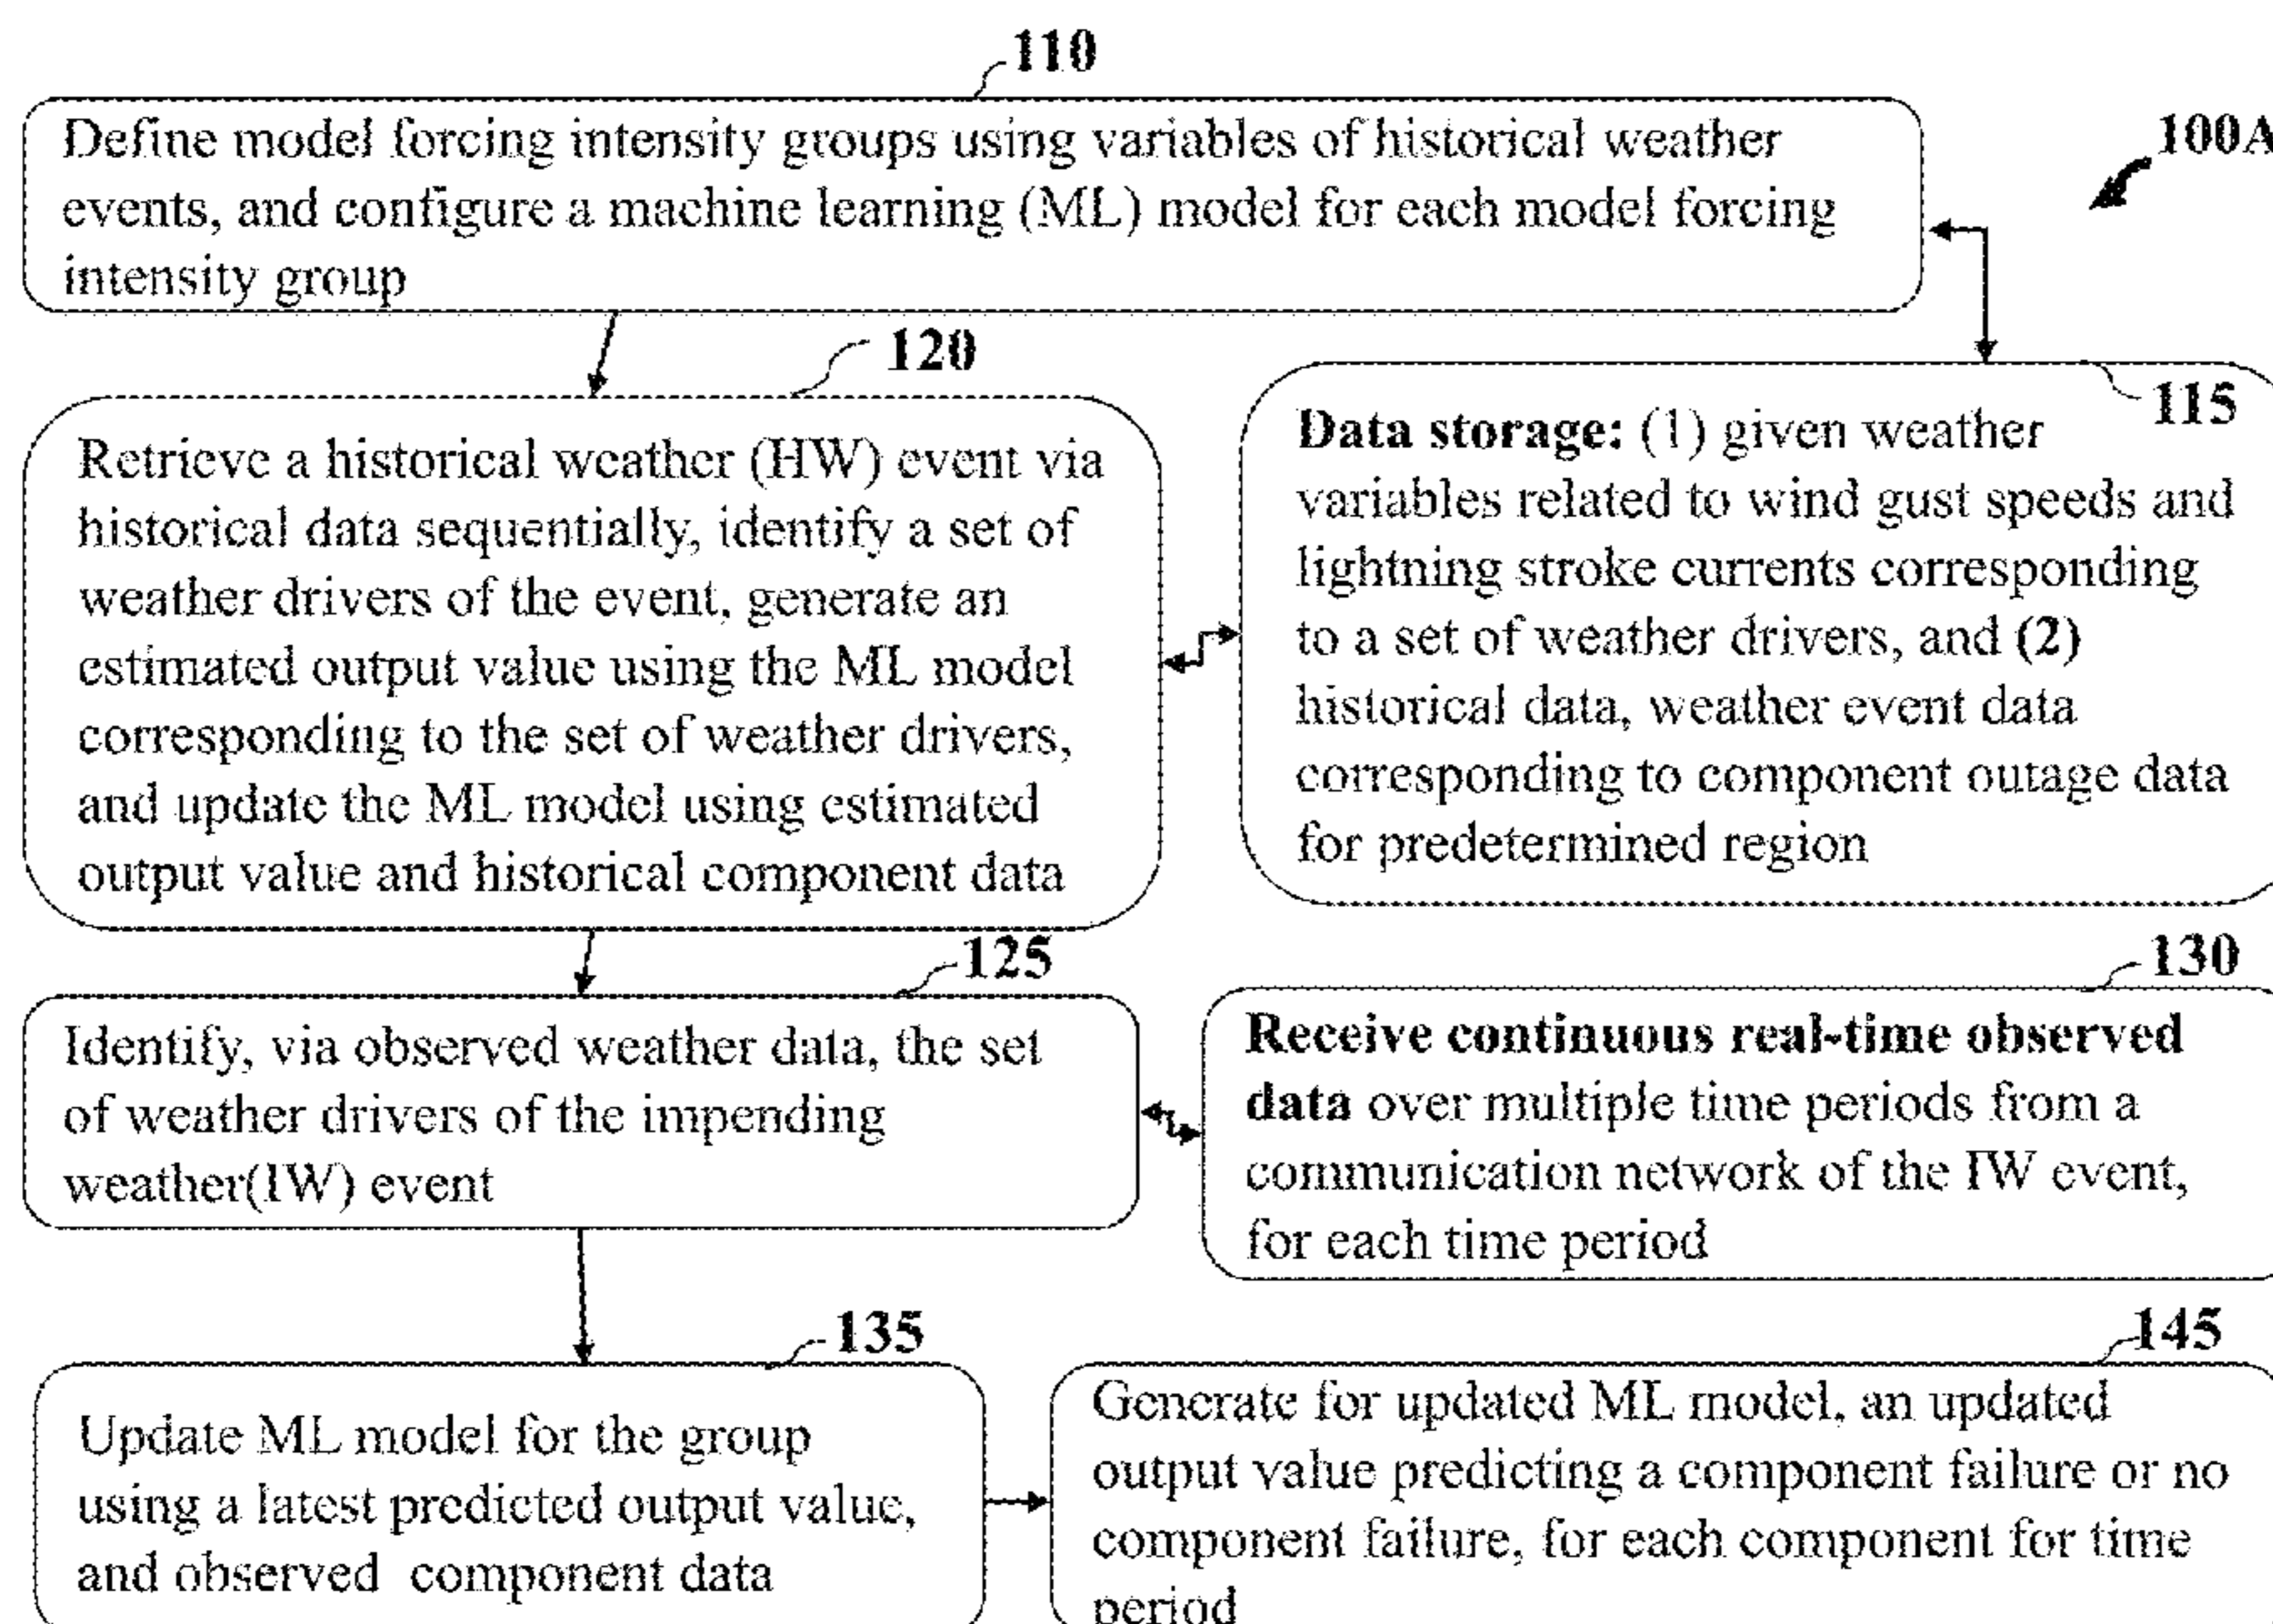 110
Define model forcing intensity groups using variables of historical weather
events, and configure a machine learning (ML) model for each model forcing
intensity group
100A
120
Retrieve a historical weather (HW) event via
historical data sequentially, identify a set of
weather drivers of the event, generate an
estimated output value using the ML model
corresponding to the set of weather drivers,
and update the ML model using estimated
output value and historical component data
115
Data storage: (1) given weather
variables related to wind gust speeds and
lightning stroke currents corresponding
to a set of weather drivers, and (2)
historical data, weather event data
corresponding to component outage data
for predetermined region
125
Identify, via observed weather data, the set
of weather drivers of the impending
weather(IW) event
130
Receive continuous real-time observed
data over multiple time periods from a
communication network of the IW event,
for each time period
135
Update ML model for the group
using a latest predicted output value,
and observed component data
145
Generate for updated ML model, an updated
output value predicting a component failure or no
component failure, for each component for time
period